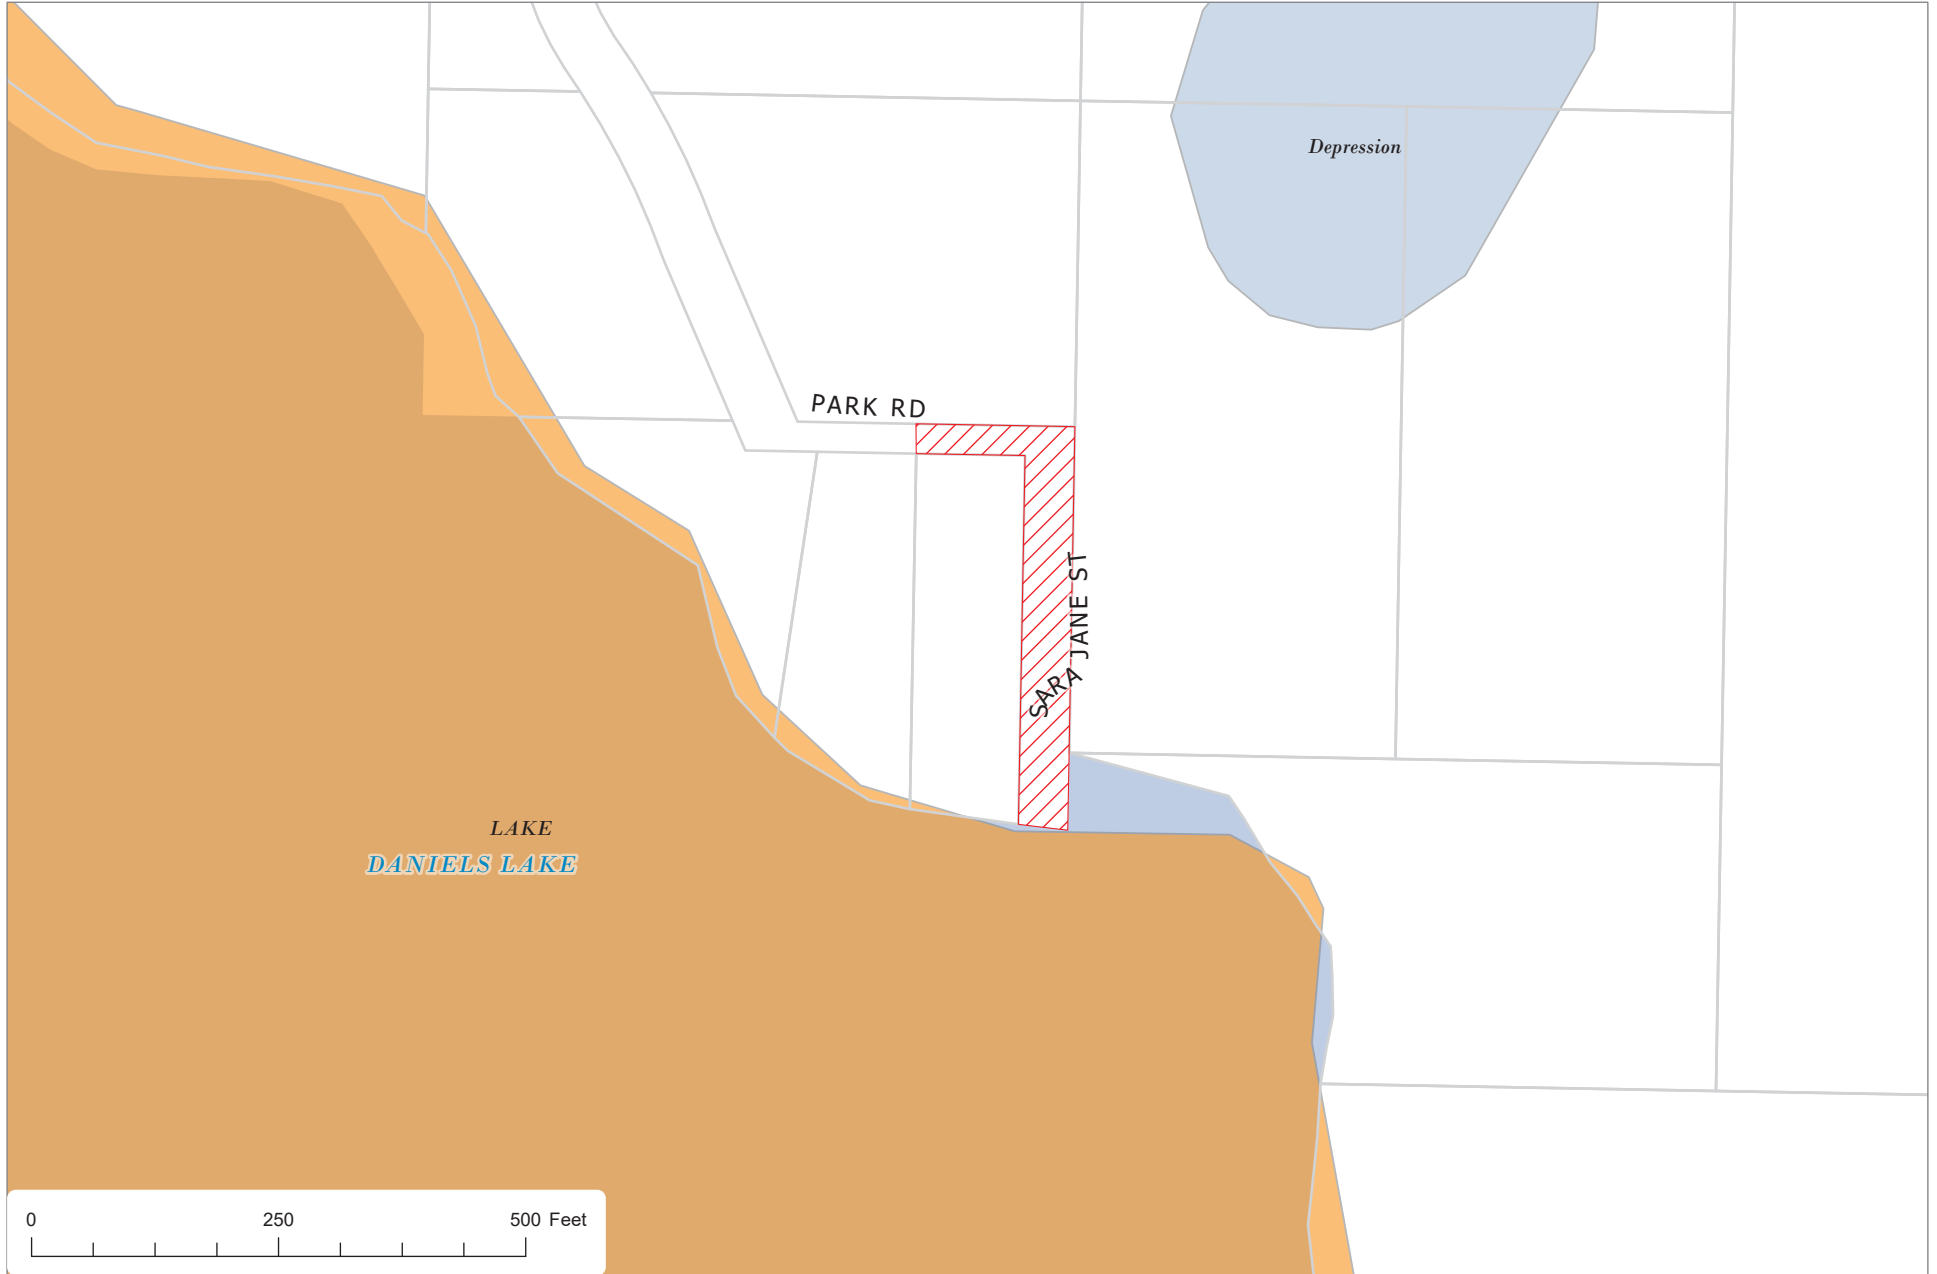 Depression
PARK RD
SARA JANE ST
LAKE
DANIELS LAKE
0 250 500 Feet